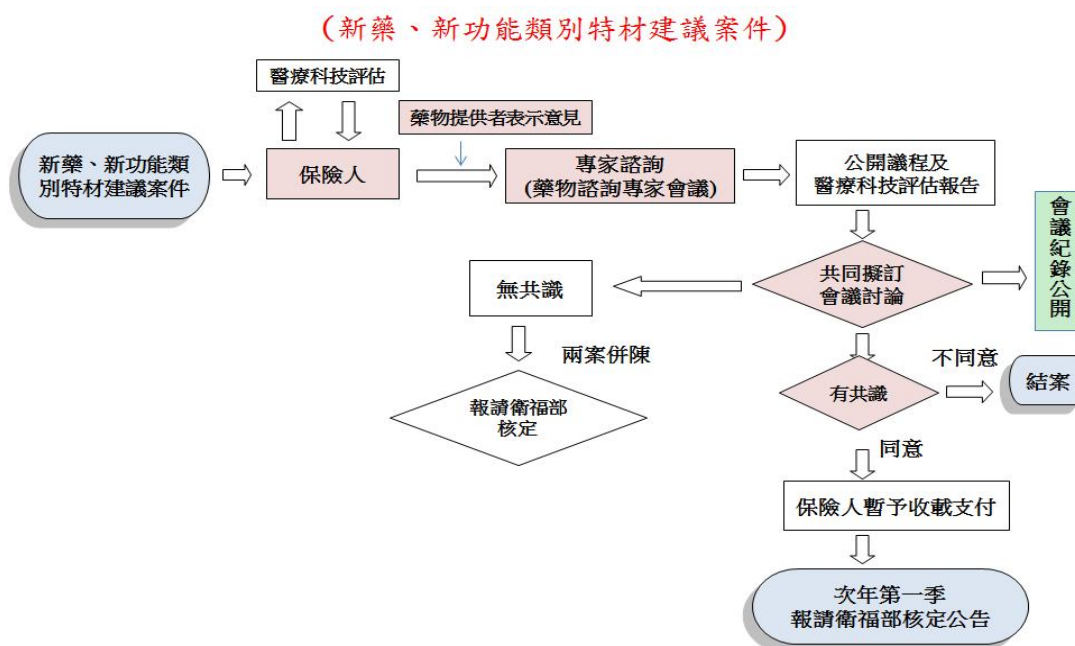 (新藥、新功能類別特材建議案件)
醫療科技評估
藥物提供者表示意見
新藥、新功能類
別特材建議案件
保險人
專家諮詢
(藥物諮詢專家會議)
公開議程及
醫療科技評估報告
會議紀錄公開
共同擬訂
會議討論
無共識
兩案併陳
報請衛福部
核定
有共識
不同意
結案
同意
保險人暫予收載支付
次年第一季
報請衛福部核定公告